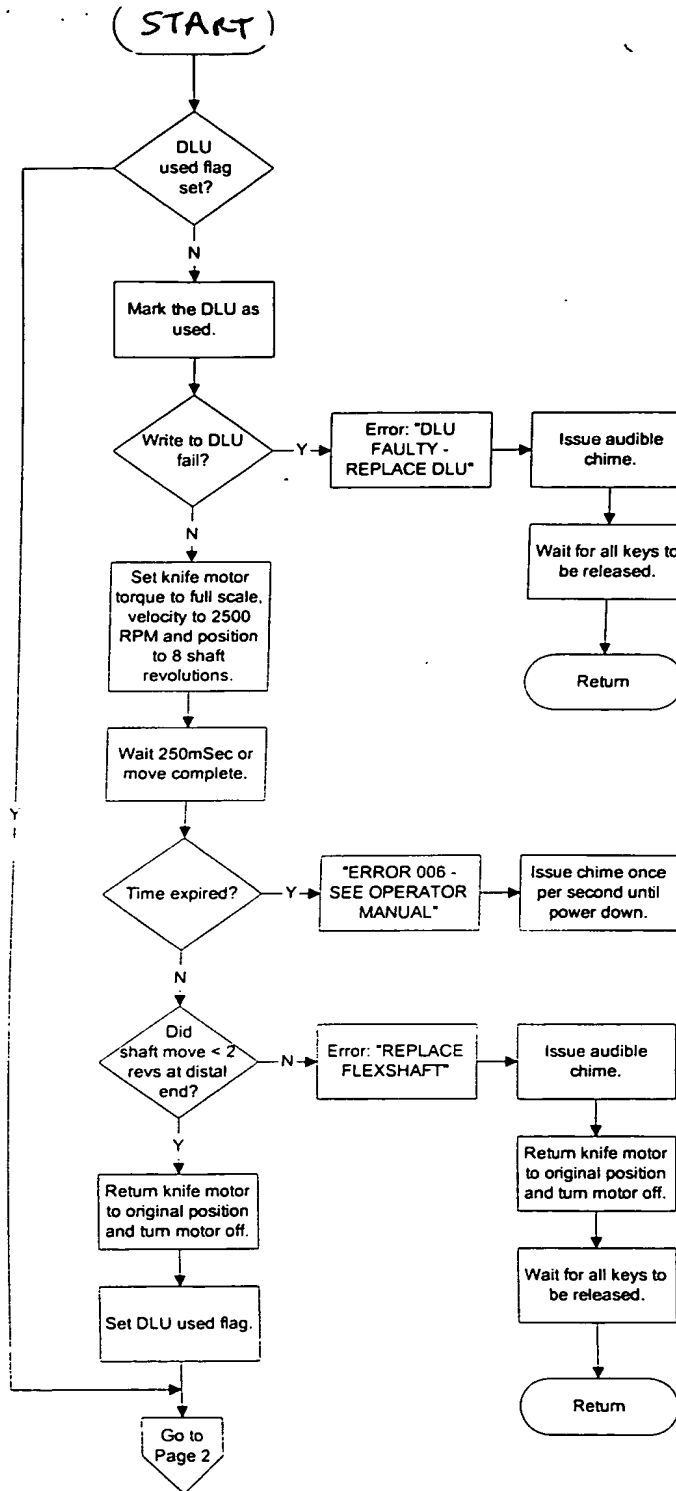 START
DLU
used flag
set?
N
Mark the DLU as
used.
Write to DLU
fail?
Y
Error: "DLU
FAULTY -
REPLACE DLU"
Issue audible
chime.
Wait for all keys to
be released.
Return
N
Set knife motor
torque to full scale,
velocity to 2500
RPM and position
to 8 shaft
revolutions.
Wait 250mSec or
move complete.
Y
Time expired?
Y
"ERROR 006 -
SEE OPERATOR
MANUAL"
Issue chime once
per second until
power down.
N
Did
shaft move < 2
revs at distal
end?
N
Error: "REPLACE
FLEXSHAFT"
Issue audible
chime.
Return knife motor
to original position
and turn motor off.
Wait for all keys to
be released.
Return
Y
Return knife motor
to original position
and turn motor off.
Set DLU used flag.
Go to
Page 2